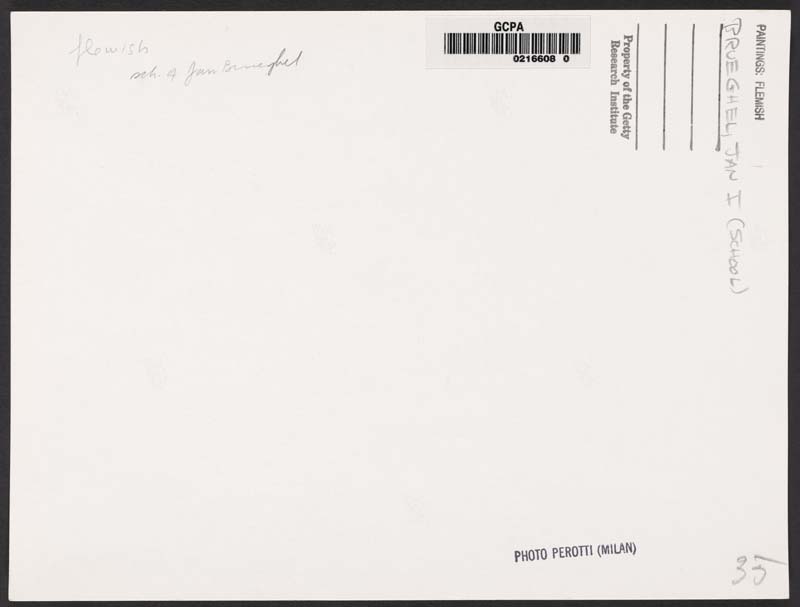 flemish
sch. of Jan Brueghel
GCPA
0216608 0
Property of the Getty
Research Institute
PAINTINGS: FLEMISH
BRUEGHEL, JAN I (SCHOOL)
PHOTO PEROTTI (MILAN)
35